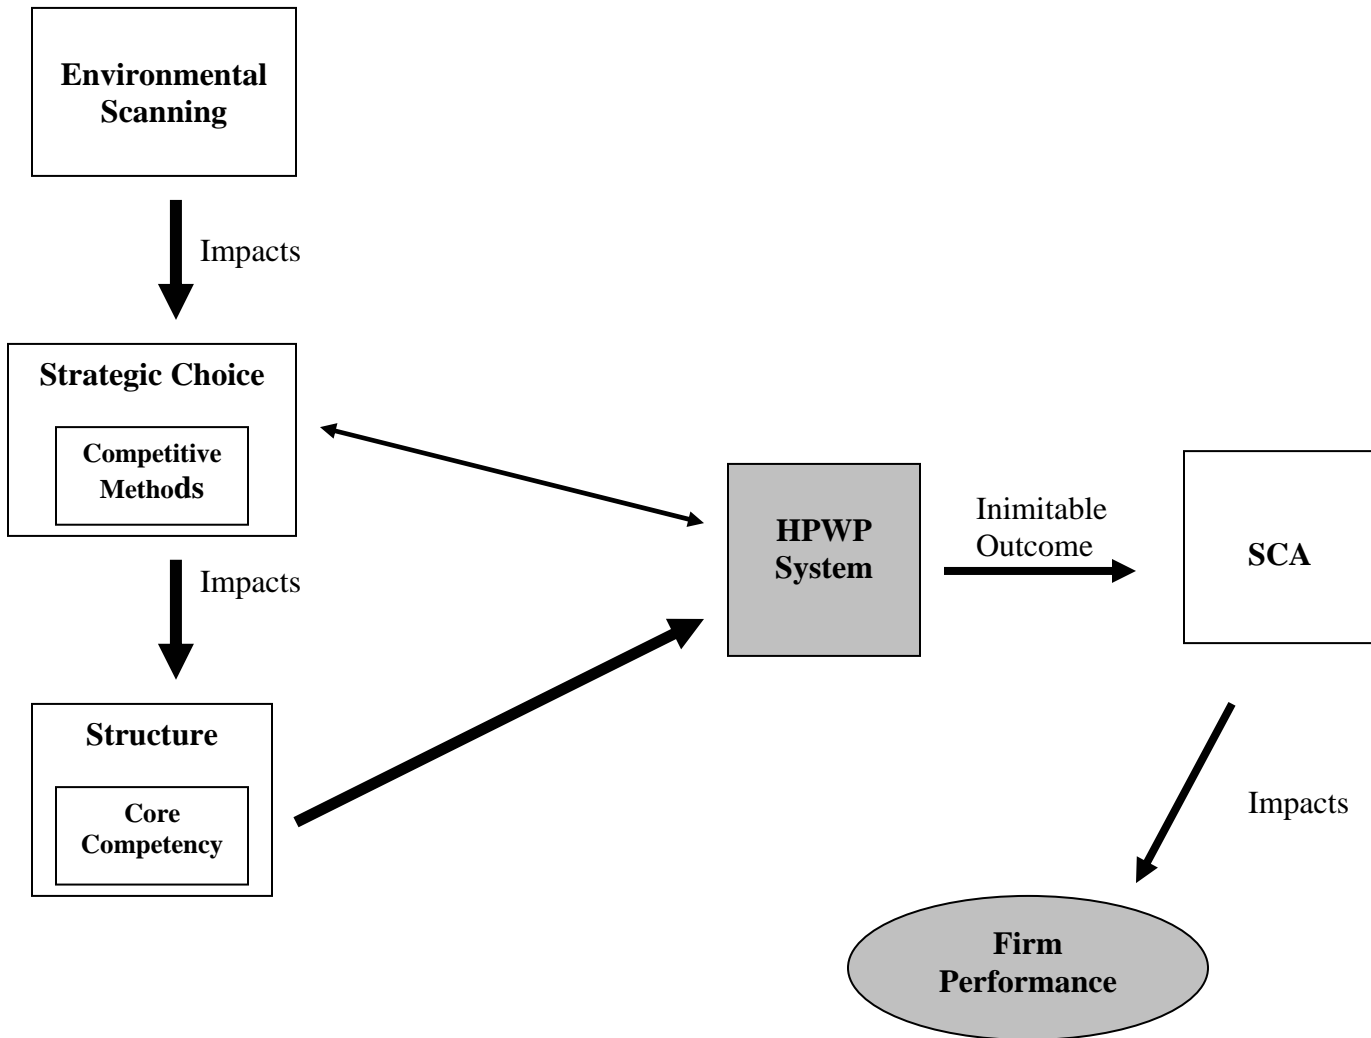 Environmental
Scanning
Impacts
Strategic Choice
Competitive
Methods
Impacts
Structure
Core
Competency
HPWP
System
Inimitable
Outcome
SCA
Impacts
Firm
Performance